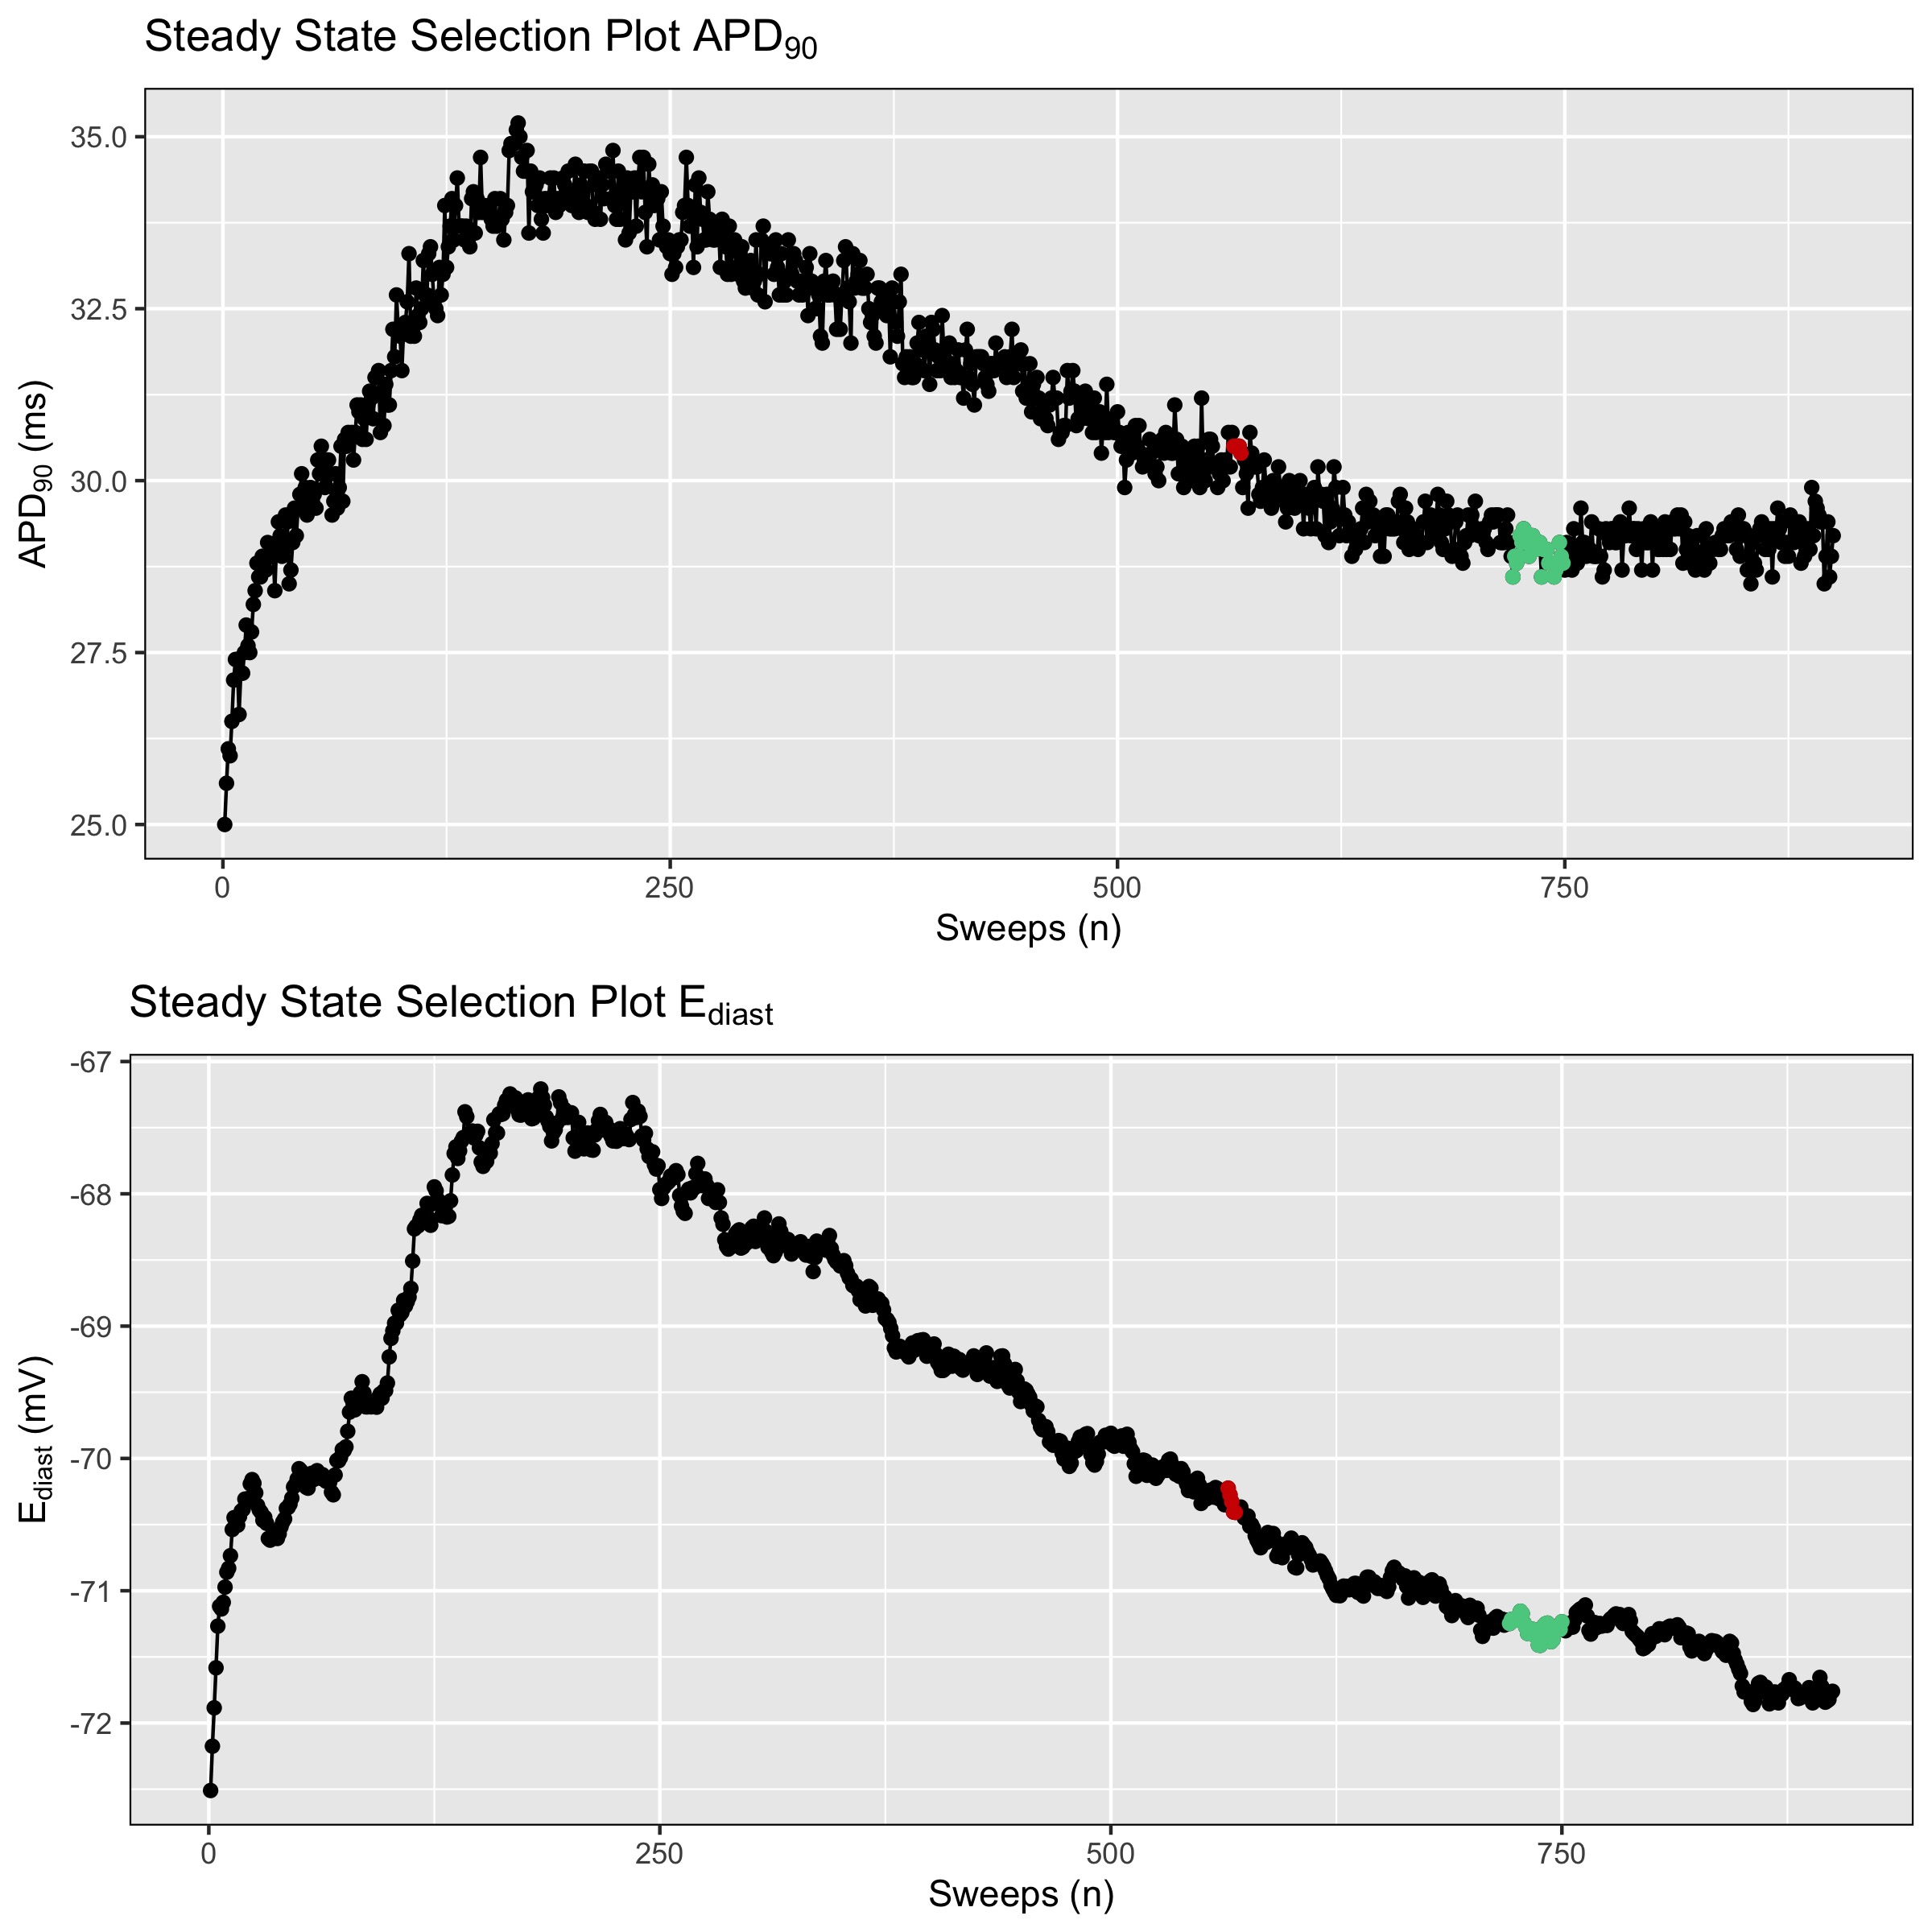 Steady State Selection Plot APD90
35.0
32.5
30.0
27.5
25.0
APD90 (ms)
0 250 500 750
Sweeps (n)
Steady State Selection Plot Ediast
-67
-68
-69
-70
-71
-72
Ediast (mV)
0 250 500 750
Sweeps (n)